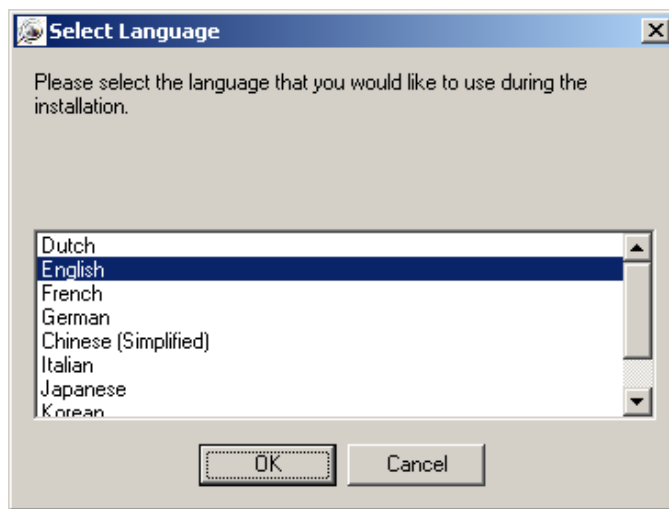 Select Language
Please select the language that you would like to use during the
installation.
Dutch
English
French
German
Chinese (Simplified)
Italian
Japanese
Korean
OK
Cancel